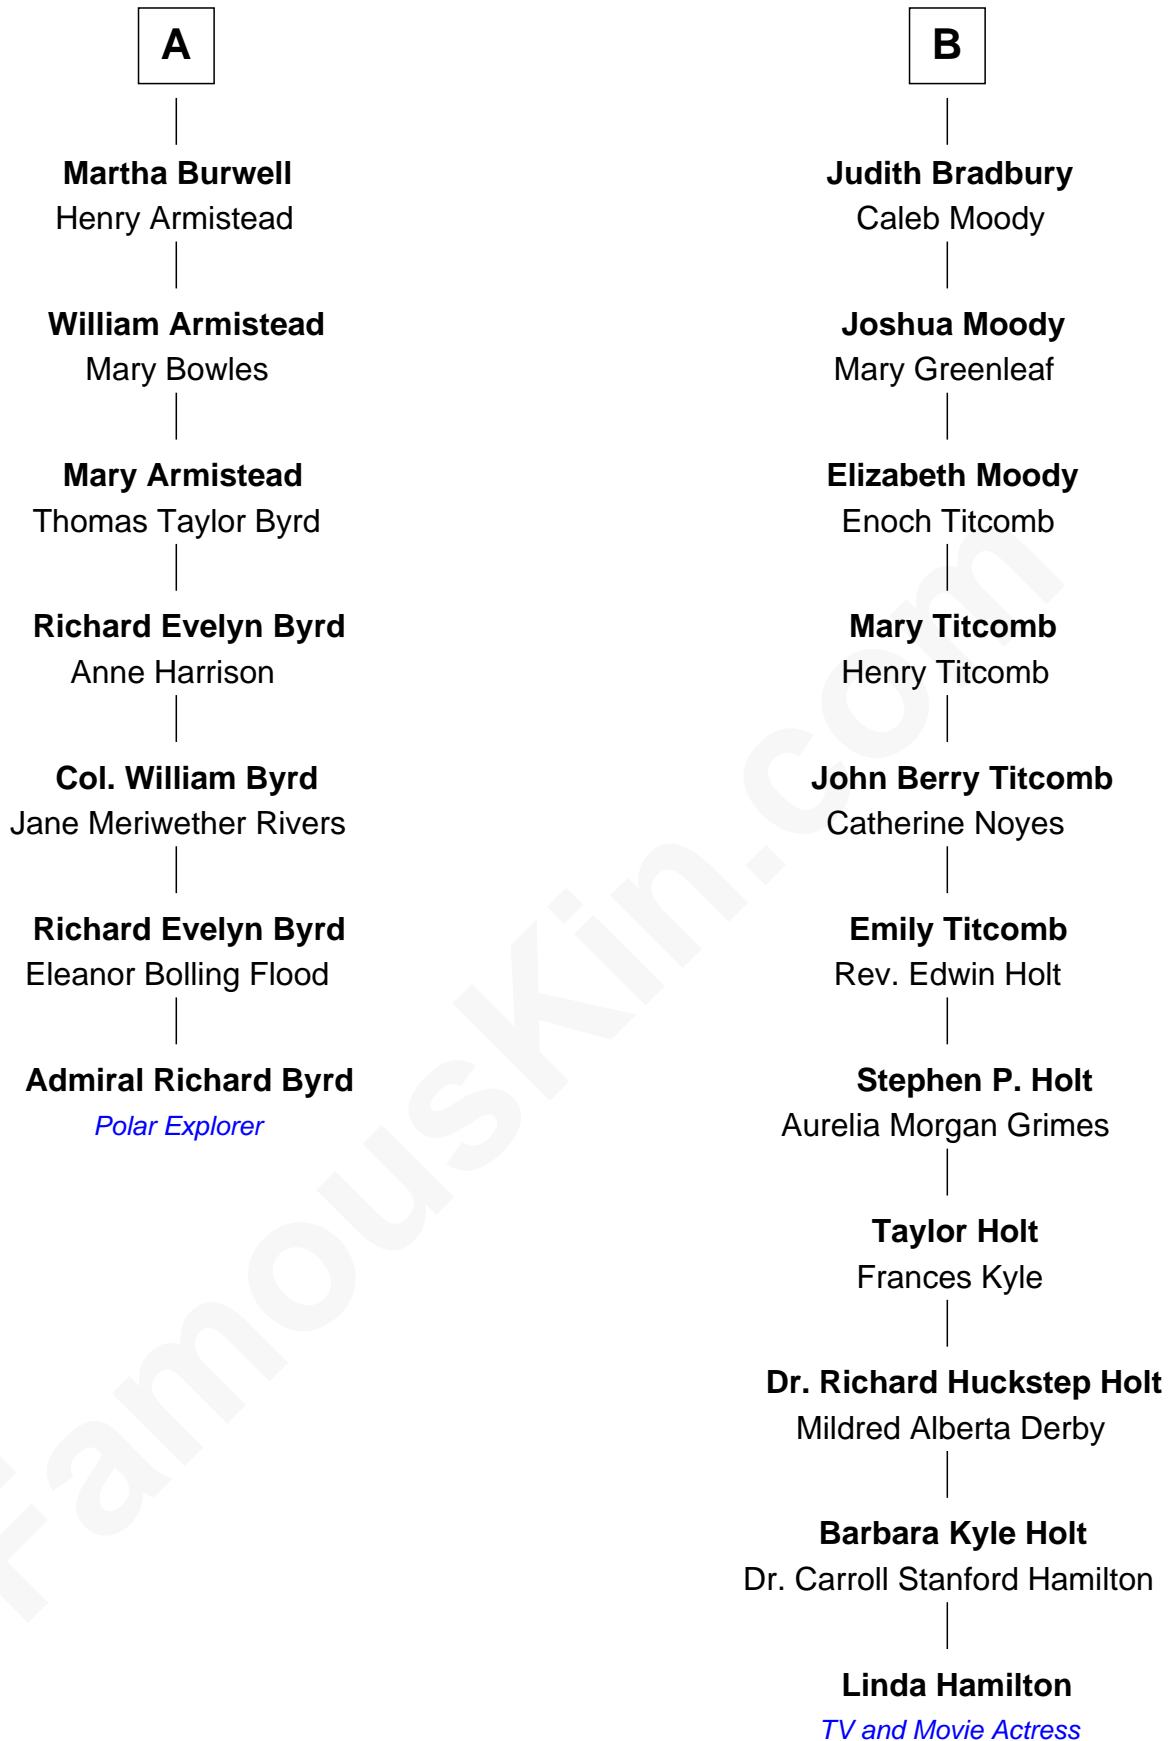 A
Martha Burwell
Henry Armistead
William Armistead
Mary Bowles
Mary Armistead
Thomas Taylor Byrd
Richard Evelyn Byrd
Anne Harrison
Col. William Byrd
Jane Meriwether Rivers
Richard Evelyn Byrd
Eleanor Bolling Flood
Admiral Richard Byrd
Polar Explorer
B
Judith Bradbury
Caleb Moody
Joshua Moody
Mary Greenleaf
Elizabeth Moody
Enoch Titcomb
Mary Titcomb
Henry Titcomb
John Berry Titcomb
Catherine Noyes
Emily Titcomb
Rev. Edwin Holt
Stephen P. Holt
Aurelia Morgan Grimes
Taylor Holt
Frances Kyle
Dr. Richard Huckstep Holt
Mildred Alberta Derby
Barbara Kyle Holt
Dr. Carroll Stanford Hamilton
Linda Hamilton
TV and Movie Actress
FamousKin.com